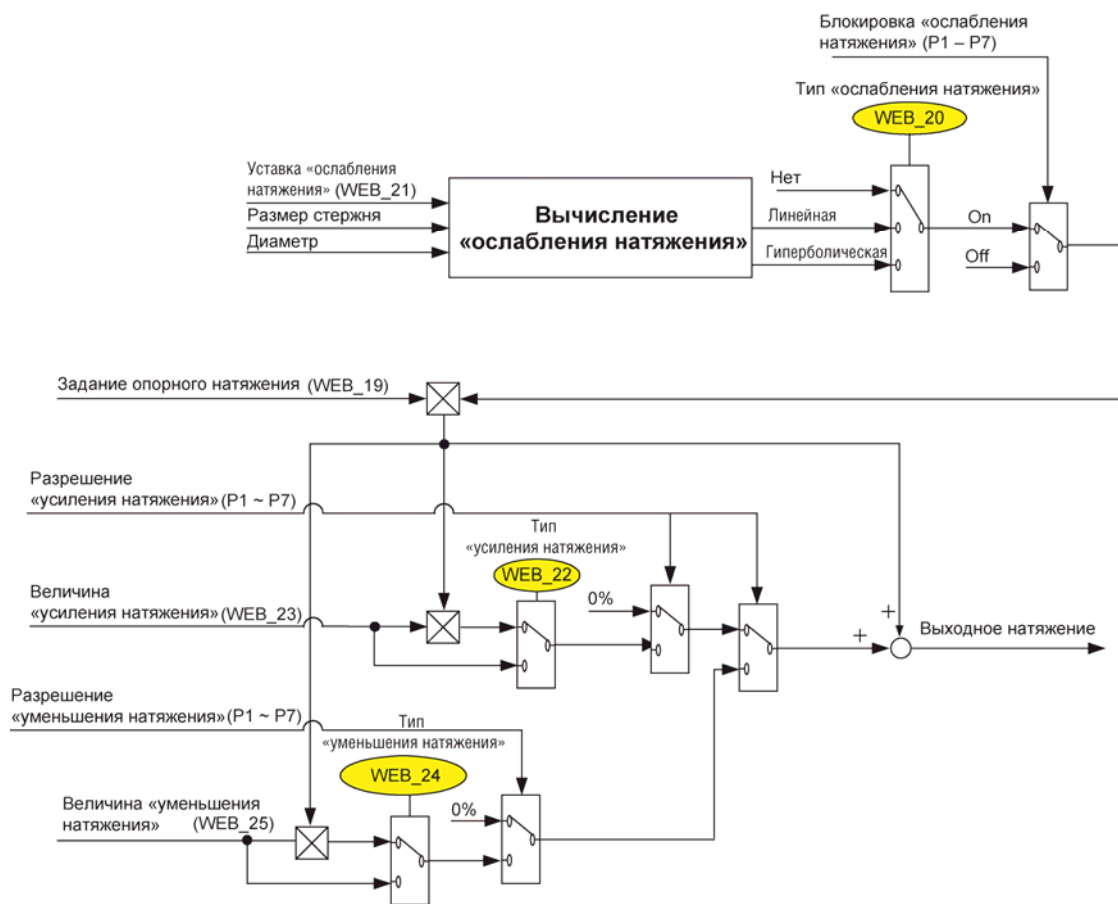 Блокировка «ослабления
натяжения» (P1 – P7)
Тип «ослабления натяжения»
WEB_20
Уставка «ослабления
натяжения» (WEB_21)
Размер стержня
Диаметр
Вычисление
«ослабления натяжения»
Нет
Линейная
Гиперболическая
On
Off
Задание опорного натяжения (WEB_19)
Разрешение
«усиления натяжения» (P1 ~ P7)
Тип
«усиления натяжения»
WEB_22
Величина
«усиления натяжения» (WEB_23)
0%
+
+
Выходное натяжение
Разрешение
«уменьшения натяжения» (P1 ~ P7)
Тип
«уменьшения натяжения»
WEB_24
Величина «уменьшения
натяжения» (WEB_25)
0%